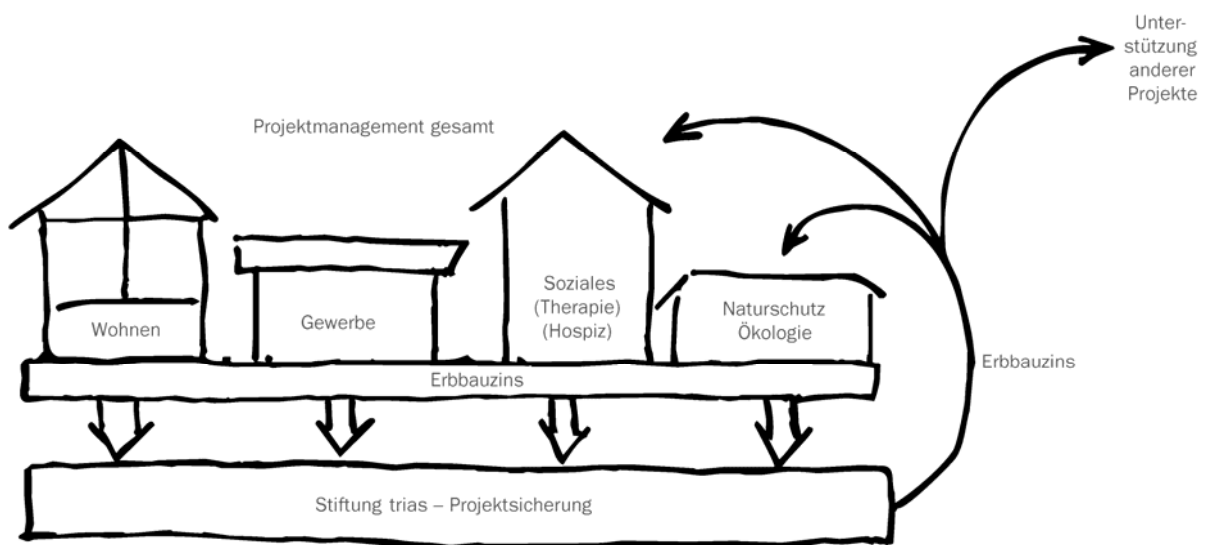 Unter-
stützung
anderer
Projekte
Projektmanagement gesamt
Wohnen
Gewerbe
Soziales
(Therapie)
(Hospiz)
Naturschutz
Ökologie
Erbbauzins
Erbbauzins
Stiftung trias – Projektsicherung